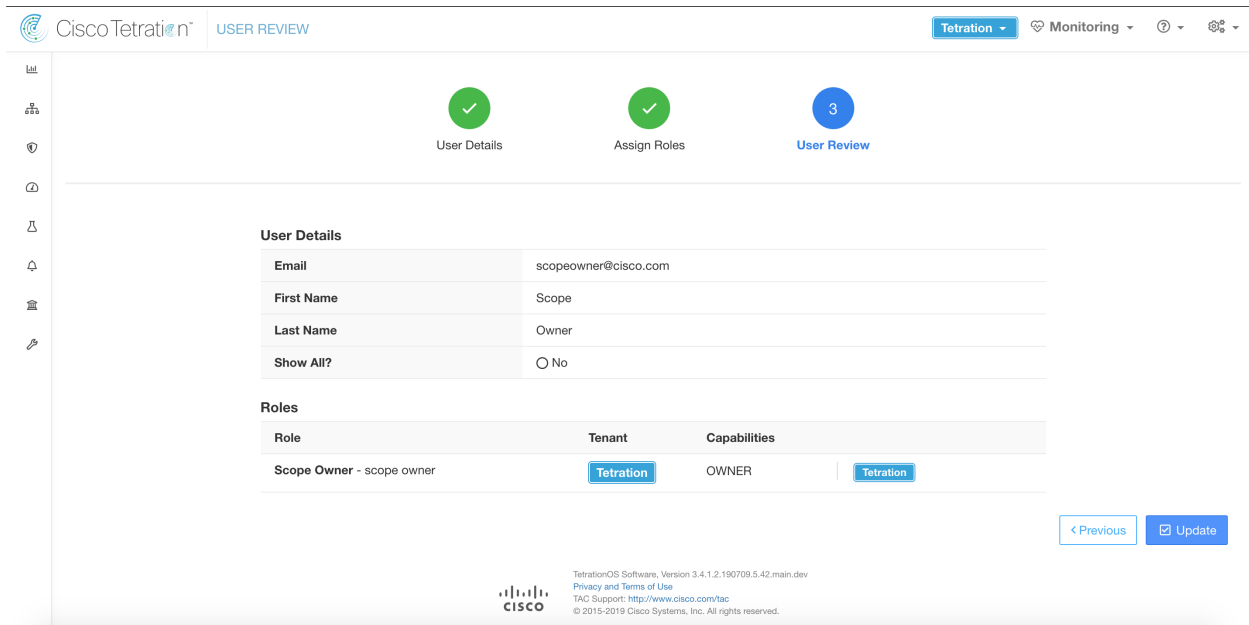 Cisco Tetration™ USER REVIEW Tetration Monitoring
3
User Details Assign Roles User Review
User Details
Email scopeowner@cisco.com
First Name Scope
Last Name Owner
Show All? No
Roles
Role Tenant Capabilities
Scope Owner - scope owner Tetration OWNER Tetration
Previous Update
TetrationOS Software, Version 3.4.1.2.190709.5.42.main.dev
Privacy and Terms of Use
TAC Support: http://www.cisco.com/tac
© 2015-2019 Cisco Systems, Inc. All rights reserved.
CISCO